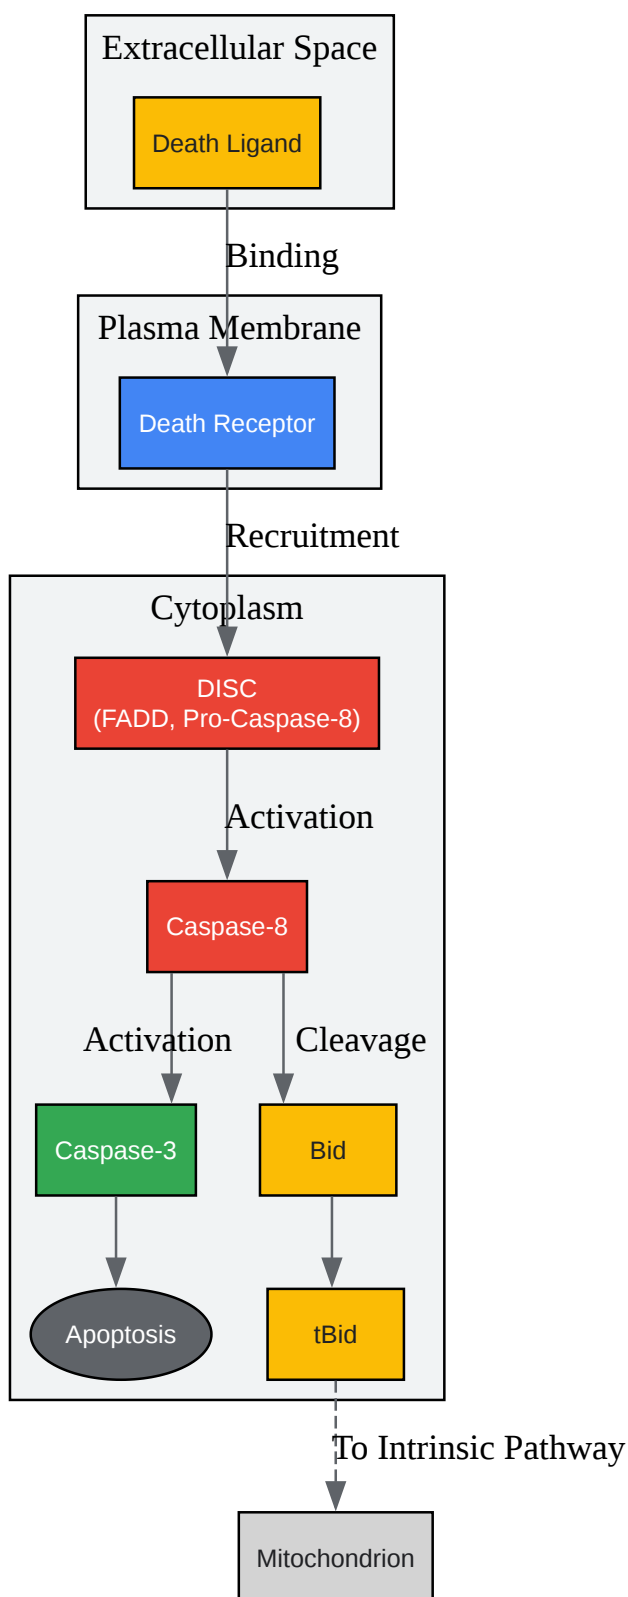 Extracellular Space
Death Ligand
Binding
Plasma Membrane
Death Receptor
Recruitment
Cytoplasm
DISC
(FADD, Pro-Caspase-8)
Activation
Caspase-8
Activation
Cleavage
Caspase-3
Bid
Apoptosis
tBid
To Intrinsic Pathway
Mitochondrion